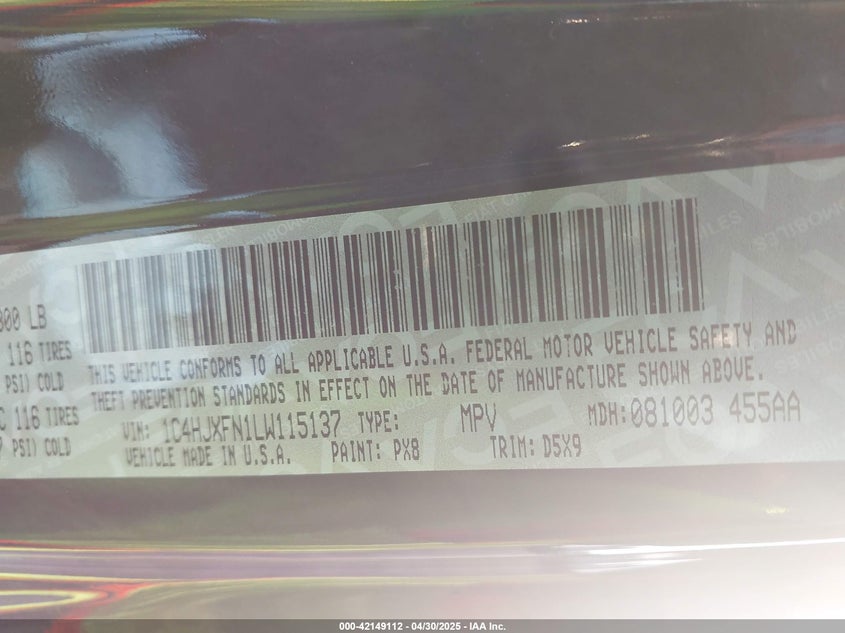 LB
116 TIRES
PSI) COLD
C 116 TIRES
PSI) COLD
THIS VEHICLE CONFORMS TO ALL APPLICABLE U.S.A. FEDERAL MOTOR VEHICLE SAFETY AND
THEFT PREVENTION STANDARDS IN EFFECT ON THE DATE OF MANUFACTURE SHOWN ABOVE.
VIN: 1C4HJXFN1LW115137 TYPE: MPV MDH: 081003 455AA
VEHICLE MADE IN U.S.A. PAINT: PX8 TRIM: D5X9
000-42149112 - 04/30/2025 - IAA Inc.